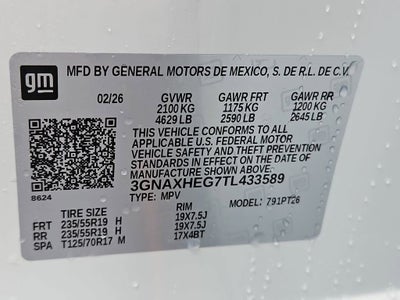 gm
MFD BY GENERAL MOTORS DE MEXICO, S. DE R.L. DE C.V.
02/26 GVWR GAWR FRT GAWR RR
2100 KG 1175 KG 1200 KG
4629 LB 2590 LB 2645 LB
THIS VEHICLE CONFORMS TO ALL
APPLICABLE U.S. FEDERAL MOTOR
VEHICLE SAFETY, BUMPER, AND THEFT PREVENTION
STANDARDS IN EFFECT ON THE DATE OF
MANUFACTURE SHOWN ABOVE.
3GNAXHEG7TL433589
TYPE: MPV MODEL: 791PT26
8624
TIRE SIZE RIM
FRT 235/55R19 H 19X7.5J
RR 235/55R19 H 19X7.5J
SPA T125/70R17 M 17X4BT